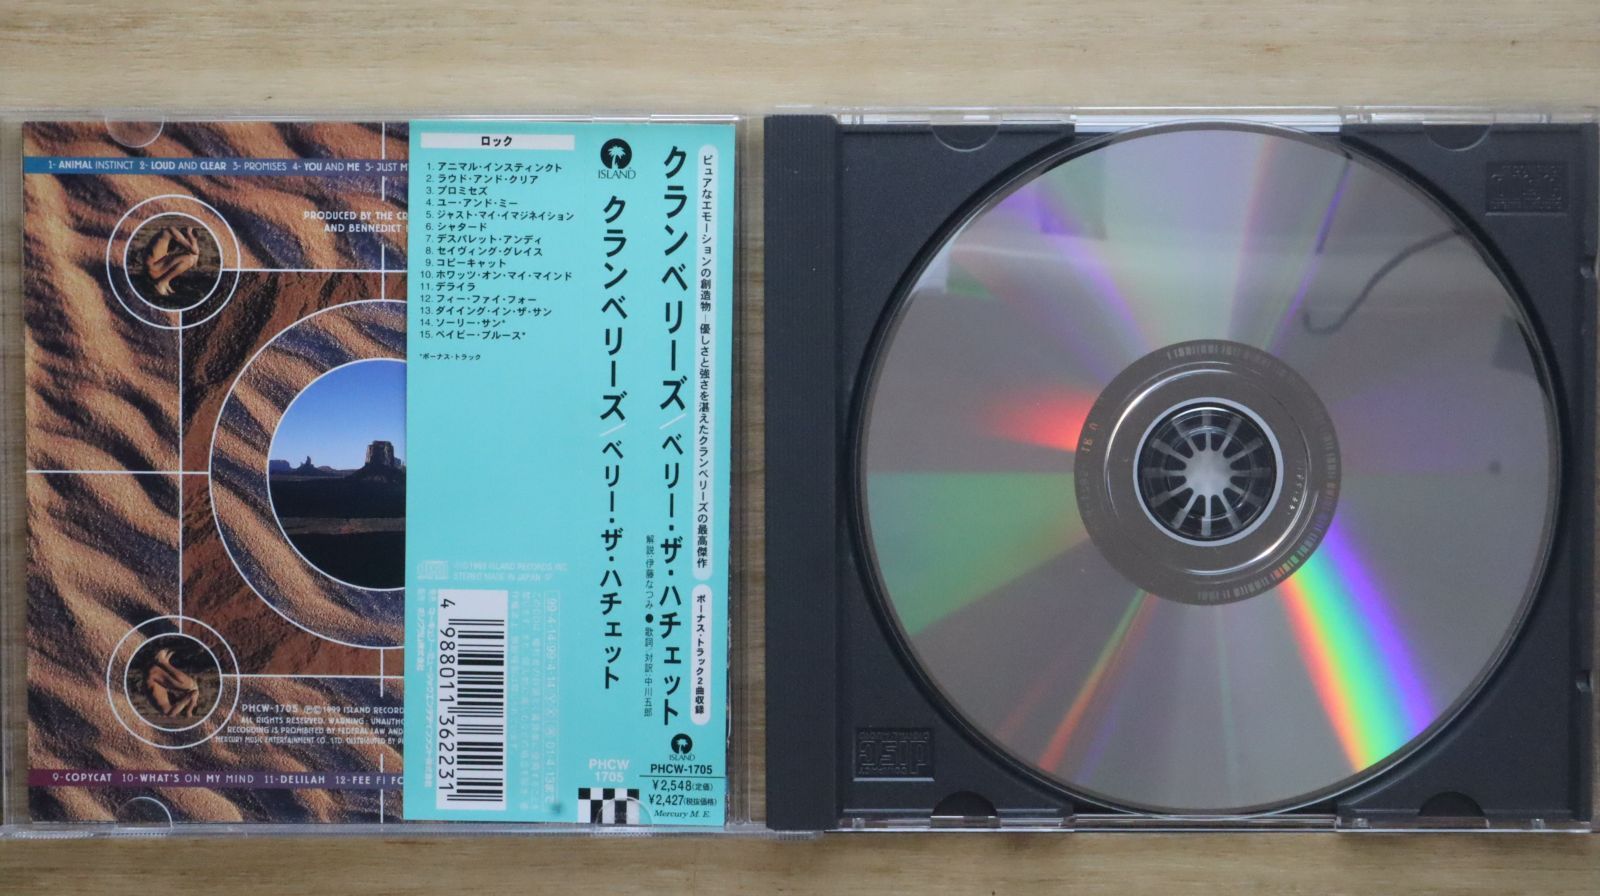 1- ANIMAL INSTINCT 2- LOUD AND CLEAR 3- PROMISES 4- YOU AND ME 5- JUST M
PRODUCED BY THE CR
AND BENNEDICT
PHCW-1705 ℗©1999 ISLAND RECORD
ALL RIGHTS RESERVED. WARNING: UNAUTHO
RECORDING IS PROHIBITED BY FEDERAL LAW AND
MERCURY MUSIC ENTERTAINMENT CO., LTD. DISTRIBUTED BY P
9-COPYCAT 10-WHAT'S ON MY MIND 11-DELILAH 12-FEE FI FO
ロック
1. アニマル・インスティンクト
2. ラウド・アンド・クリア
3. プロミセズ
4. ユー・アンド・ミー
5. ジャスト・マイ・イマジネイション
6. シャタード
7. デスパレット・アンディ
8. セイヴィング・グレイス
9. コピーキャット
10. ホワッツ・オン・マイ・マインド
11. デライラ
12. フィー・ファイ・フォー
13. ダイイング・イン・ザ・サン
14. ソーリー・サン*
15. ベイビー・ブルース*
*ボーナス・トラック
℗©1999 ISLAND RECORDS INC.
STEREO MADE IN JAPAN
4 988011 362231
ISLAND
クランベリーズ/ベリー・ザ・ハチェット
PHCW
1705
クランベリーズ/ベリー・ザ・ハチェット
ピュアなエモーションの創造物―優しさと強さを湛えたクランベリーズの最高傑作
ボーナス・トラック2曲収録
解説:伊藤なつみ●歌詞・対訳:中川五郎
ISLAND
PHCW-1705
¥2,548(定価)
¥2,427(税抜価格)
Mercury M. E.